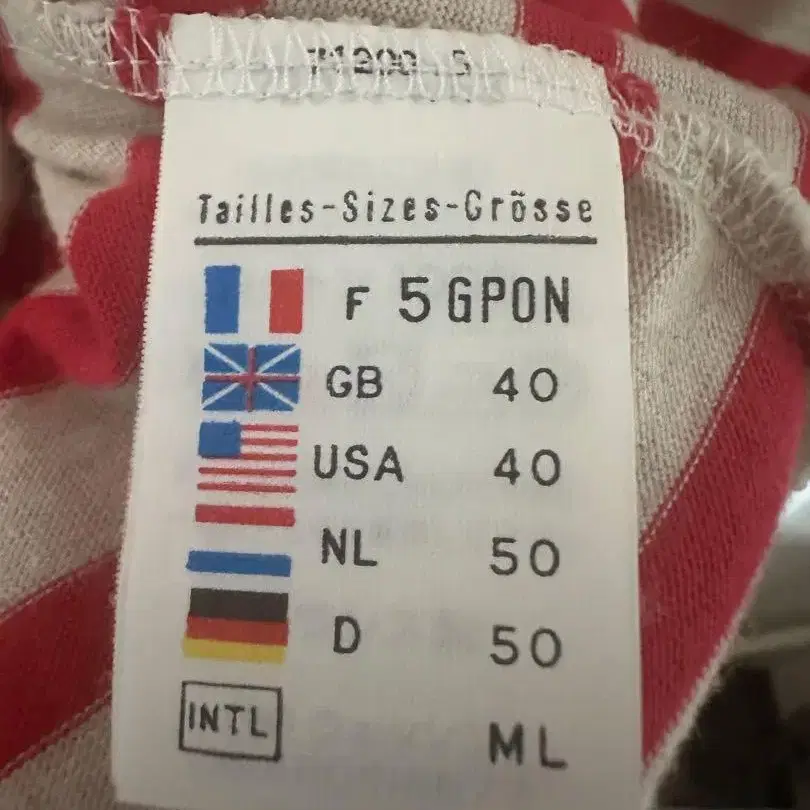 Tailles-Sizes-Grösse
F 5 GPON
GB 40
USA 40
NL 50
D 50
INTL ML